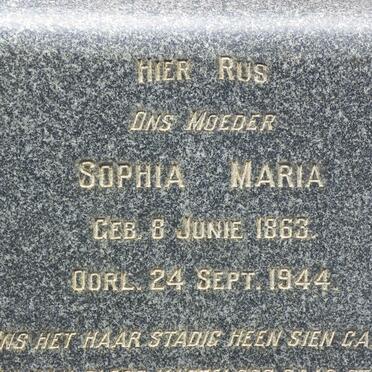 HIER RUS
ONS MOEDER
SOPHIA MARIA
GEB. 8 JUNIE 1863.
OORL. 24 SEPT. 1944.
ONS HET HAAR STADIG HEEN SIEN